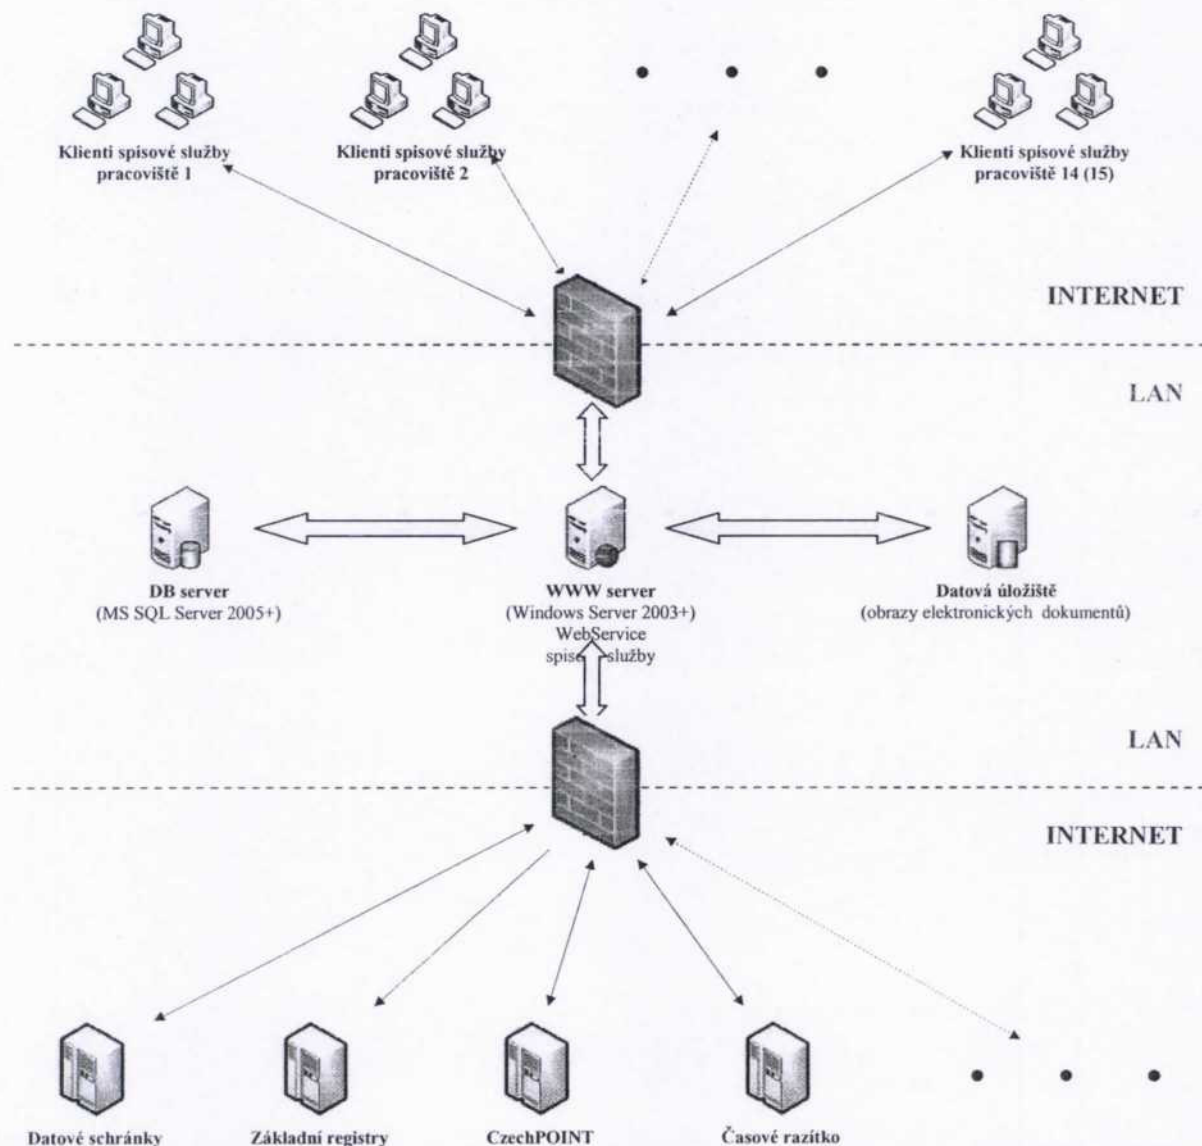 Klienti spisové služby
pracoviště 1
Klienti spisové služby
pracoviště 2
Klienti spisové služby
pracoviště 14 (15)
INTERNET
LAN
DB server
(MS SQL Server 2005+)
WWW server
(Windows Server 2003+)
WebService
služby
Datová úložiště
(obrazy elektronických dokumentů)
LAN
INTERNET
Datové schránky
Základní registry
CzechPOINT
Časové razítko